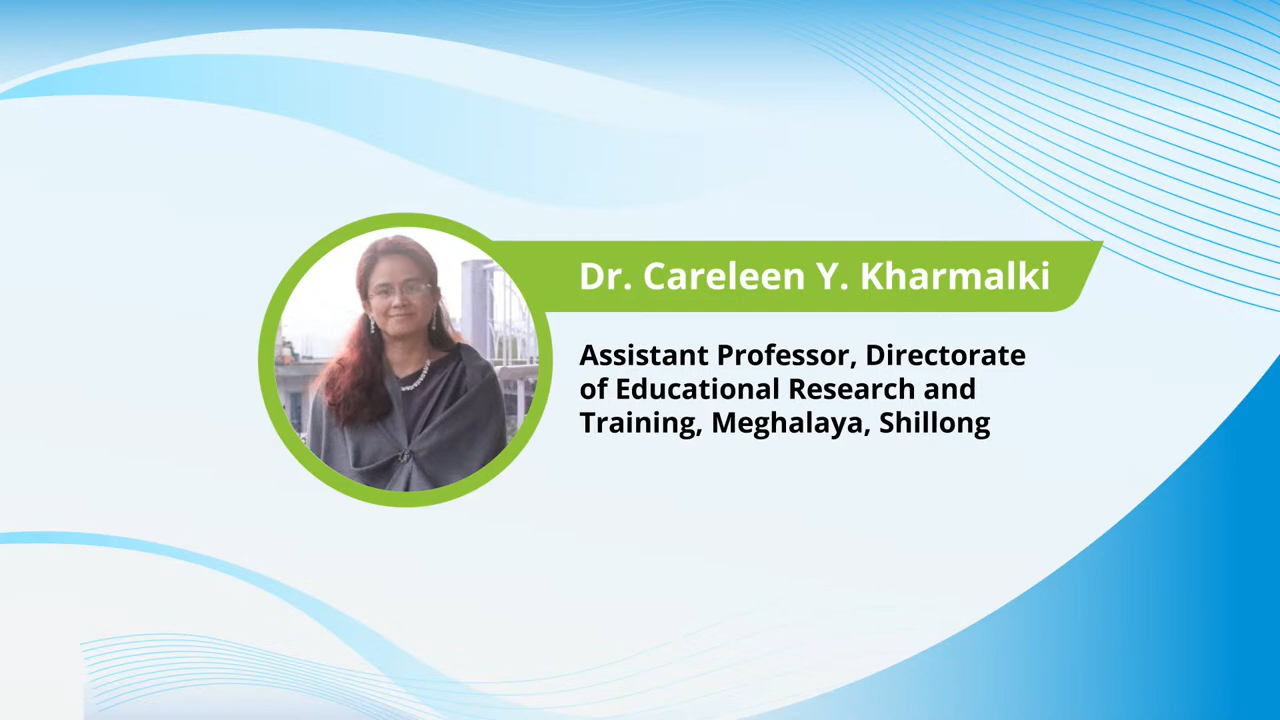 Dr. Careleen Y. Kharmalki
Assistant Professor, Directorate
of Educational Research and
Training, Meghalaya, Shillong